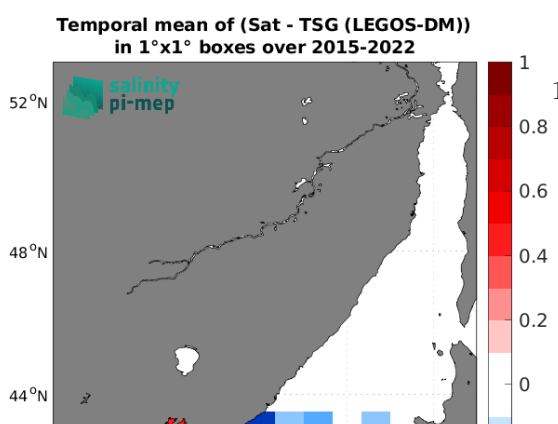 Temporal mean of (Sat - TSG (LEGOS-DM))
in 1°x1° boxes over 2015-2022
salinity
pi-mep
52°N
48°N
44°N
1
0.8
0.6
0.4
0.2
0